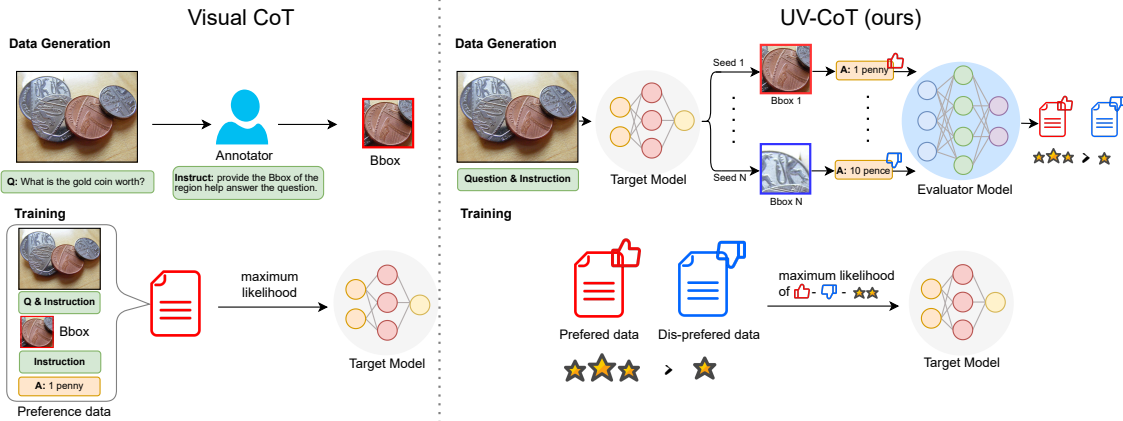 Visual CoT
Data Generation
Q: What is the gold coin worth?
Annotator
Instruct: provide the Bbox of the
region help answer the question.
Bbox
Training
Q & Instruction
Bbox
Instruction
A: 1 penny
Preference data
maximum
likelihood
Target Model
UV-CoT (ours)
Data Generation
Question & Instruction
Target Model
Seed 1
Bbox 1
A: 1 penny
Seed N
Bbox N
A: 10 pence
Evaluator Model
>
Training
Prefered data
Dis-prefered data
>
maximum likelihood
of - -
Target Model